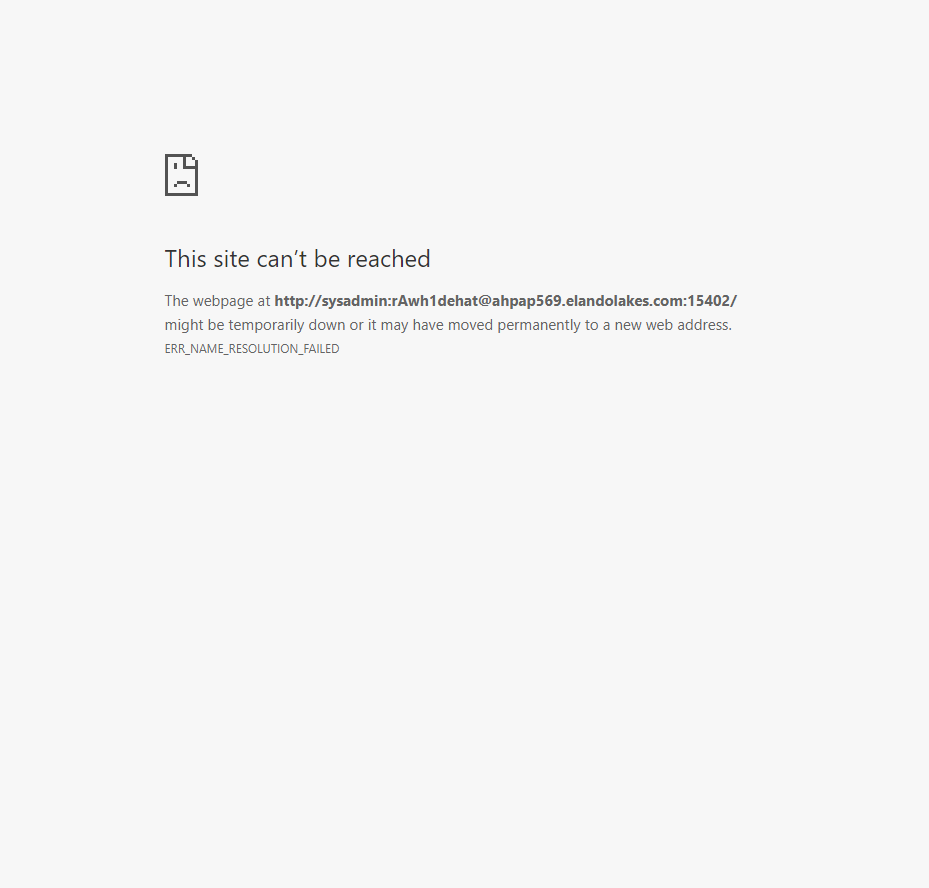 This site can’t be reached
The webpage at http://sysadmin:rAwh1dehat@ahpap569.elandolakes.com:15402/
might be temporarily down or it may have moved permanently to a new web address.
ERR_NAME_RESOLUTION_FAILED